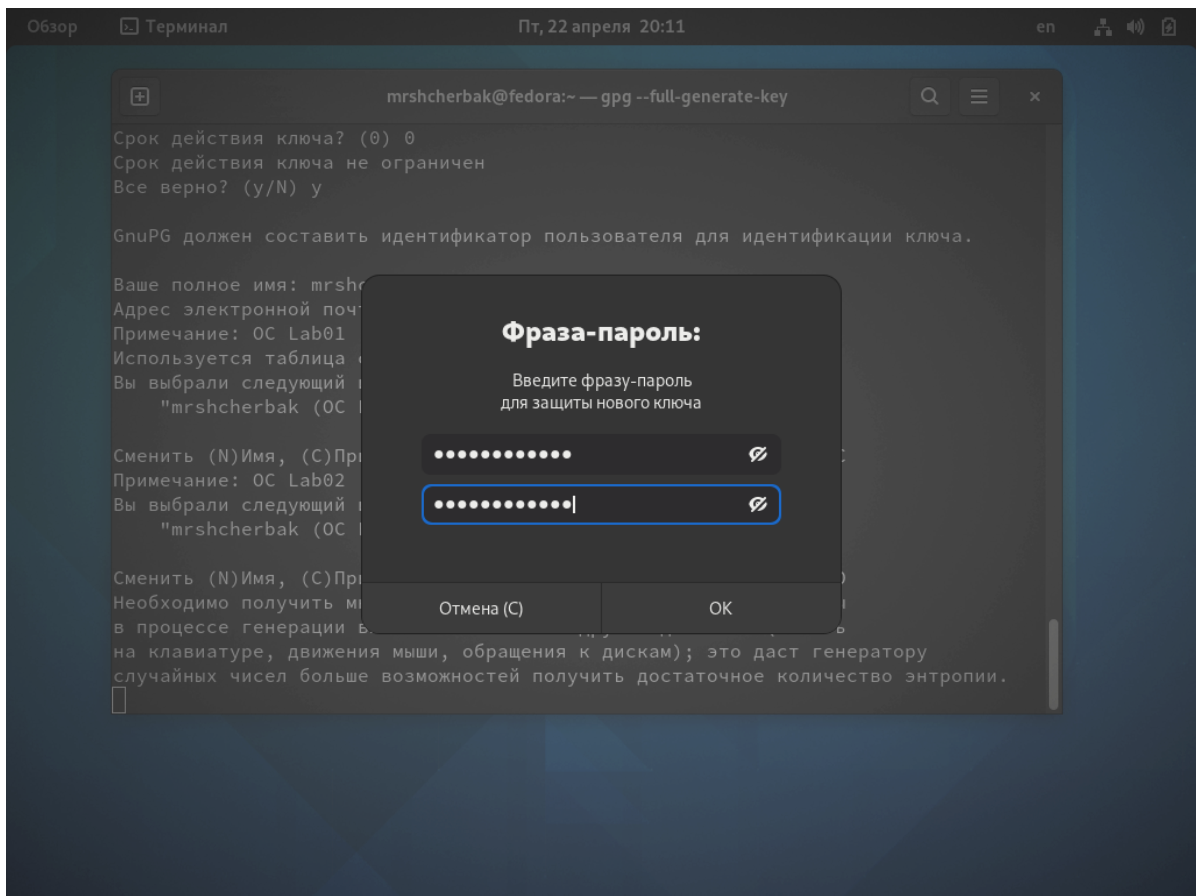 Обзор Терминал Пт, 22 апреля 20:11 en
mrshcherbak@fedora:~ — gpg --full-generate-key
Срок действия ключа? (0) 0
Срок действия ключа не ограничен
Все верно? (y/N) y
GnuPG должен составить идентификатор пользователя для идентификации ключа.
Ваше полное имя:
Адрес электронной
Примечание: ОС Lab01
Используется таблица
Вы выбрали следующий
"mrshcherbak (ОС
Сменить (N)Имя,
Примечание: ОС Lab02
Вы выбрали следующий
"mrshcherbak (ОС
Сменить (N)Имя,
Необходимо получить
в процессе генерации
на клавиатуре, движения мыши, обращения к дискам); это даст генератору
случайных чисел больше возможностей получить достаточное количество энтропии.
Фраза-пароль:
Введите фразу-пароль
для защиты нового ключа
Отмена (C) OK